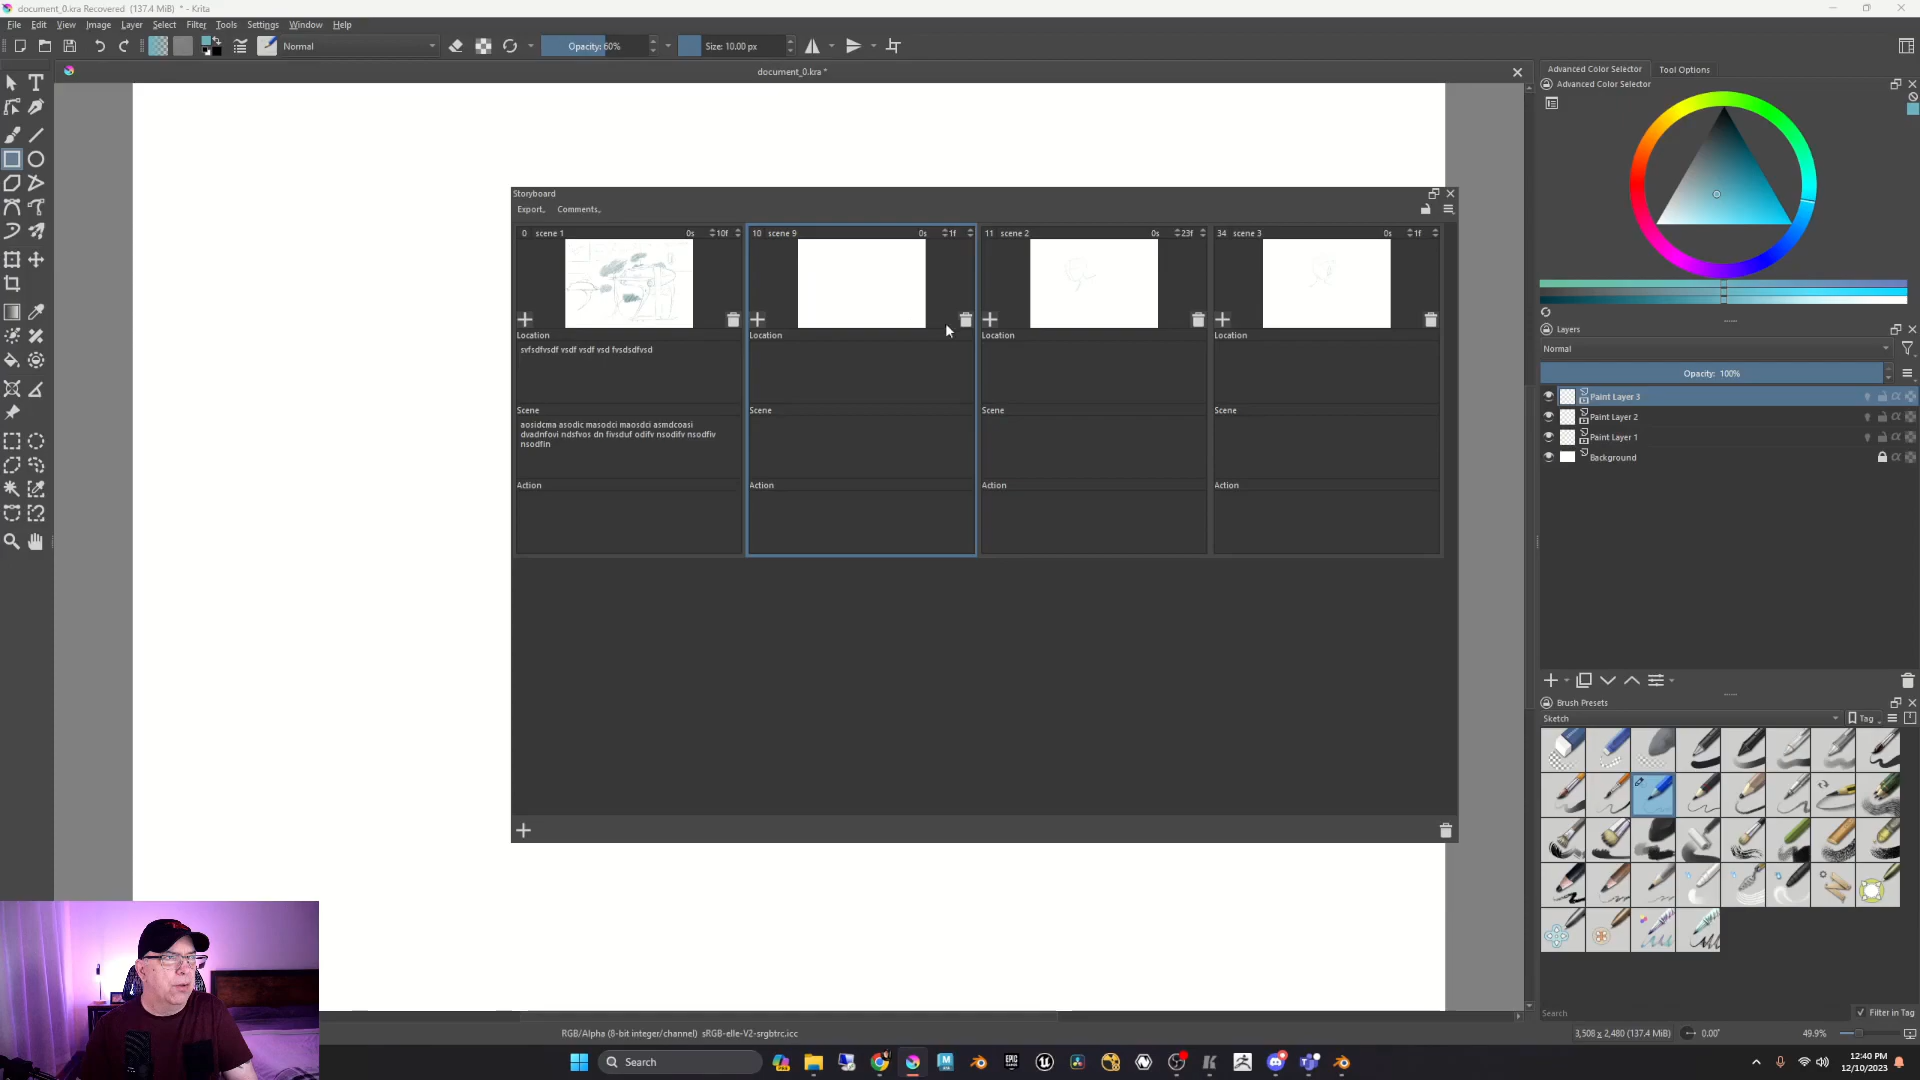 document_0.kra Recovered (137.4 MiB) * - Krita
File Edit View Image Layer Select Filter Tools Settings Window Help
Normal
Opacity: 60%
Size: 10.00 px
document_0.kra *
Advanced Color Selector
Tool Options
Advanced Color Selector
Storyboard
Export
Comments
0 scene 1 0s 10f
10 scene 9 0s 1f
11 scene 2 0s 23f
34 scene 3 0s 1f
Location
Location
Location
Location
svfsdfvsdf vsdf vsdf vsd fvsdsdfvsd
Scene
Scene
Scene
Scene
aosidcma asodic masodci maosdci asmdcoasi
dvadnfovi ndsfvos dn fivsduf odifv nsodifv nsodfiv
nsodfin
Action
Action
Action
Action
Layers
Normal
Opacity: 100%
Paint Layer 3
Paint Layer 2
Paint Layer 1
Background
Brush Presets
Sketch
Tag
Search
Filter in Tag
RGB/Alpha (8-bit integer/channel) sRGB-elle-V2-srgbtrc.icc
3,508 x 2,480 (137.4 MiB)
0.00°
49.9%
Search
12:40 PM
12/10/2023